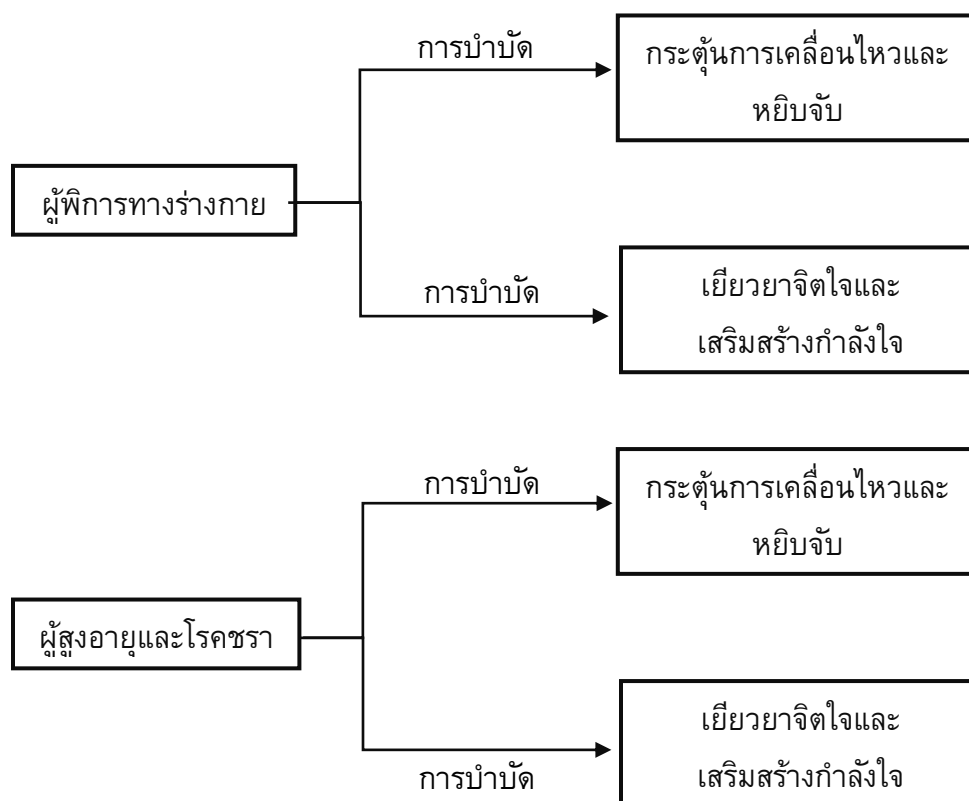 การบำบัด
กระตุ้นการเคลื่อนไหวและ
หยิบจับ
ผู้พิการทางร่างกาย
การบำบัด
เยียวยาจิตใจและ
เสริมสร้างกำลังใจ
การบำบัด
กระตุ้นการเคลื่อนไหวและ
หยิบจับ
ผู้สูงอายุและโรคชรา
การบำบัด
เยียวยาจิตใจและ
เสริมสร้างกำลังใจ